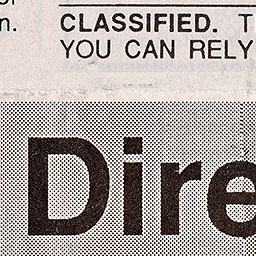 n.
CLASSIFIED. T
YOU CAN RELY
Dire